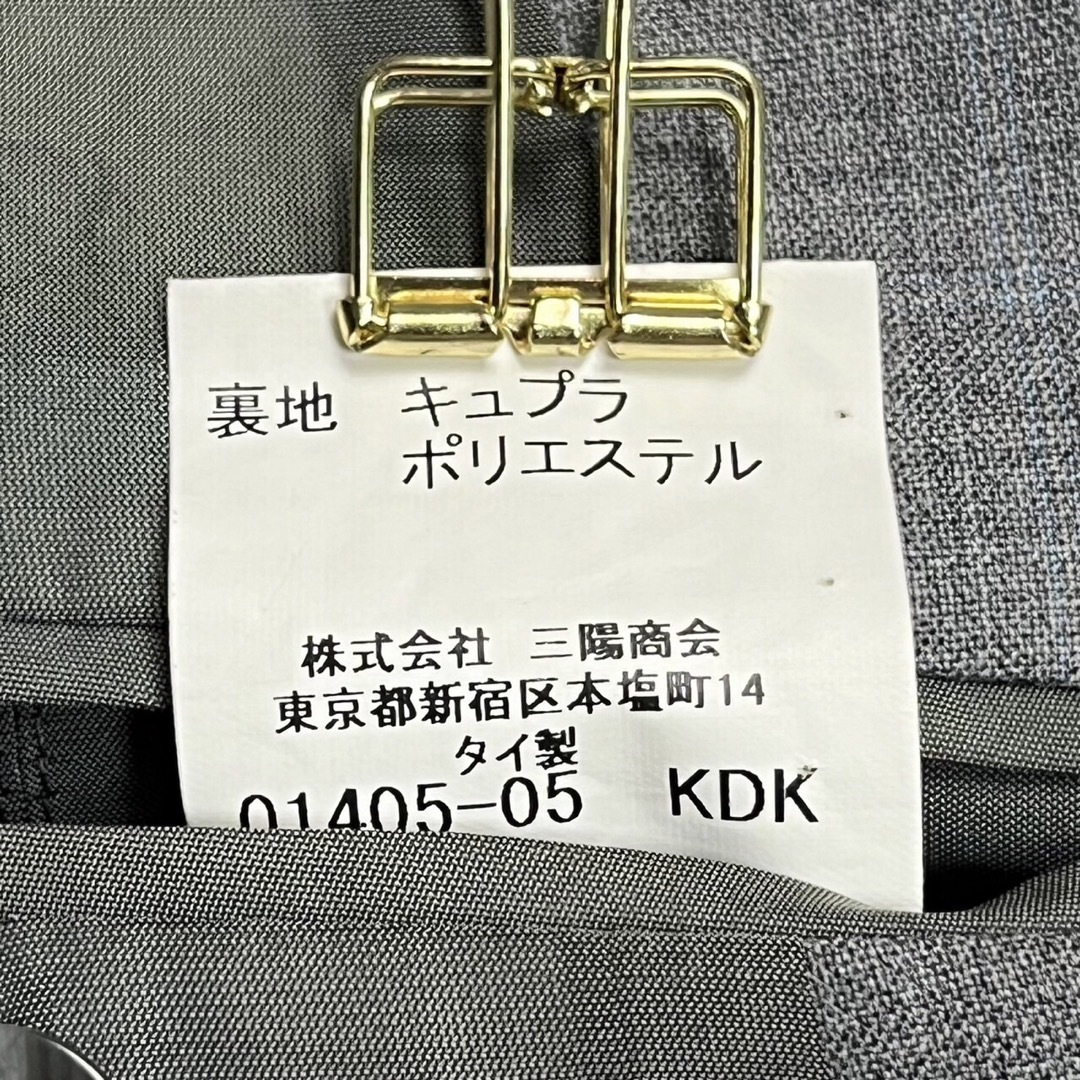 裏地 キュプラ
ポリエステル
株式会社 三陽商会
東京都新宿区本塩町14
タイ製
01405-05 KDK